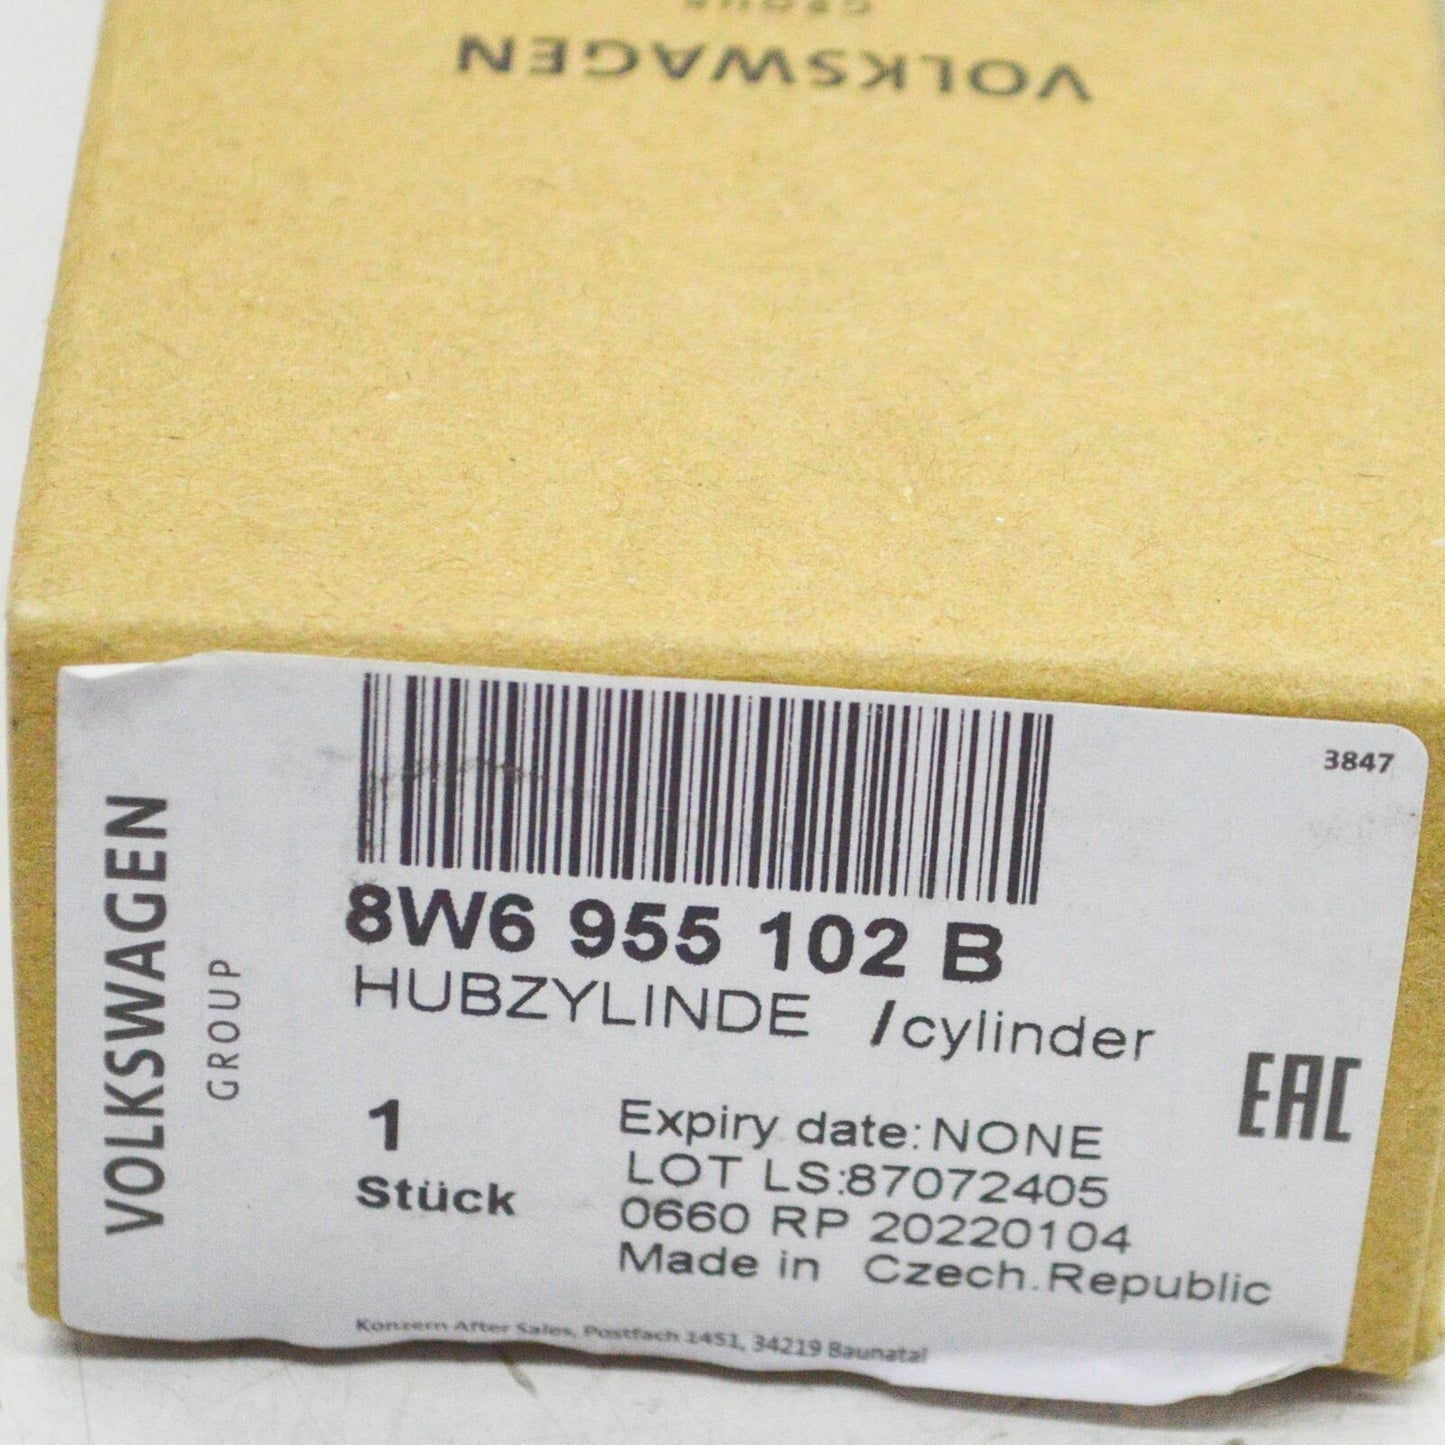 GROUP
VOLKSWAGEN
3847
8W6 955 102 B
HUBZYLINDE /cylinder
VOLKSWAGEN
GROUP
EAC
1
Stück
Expiry date:NONE
LOT LS:87072405
0660 RP 20220104
Made in Czech.Republic
Konzern After Sales, Postfach 1451, 34219 Baunatal